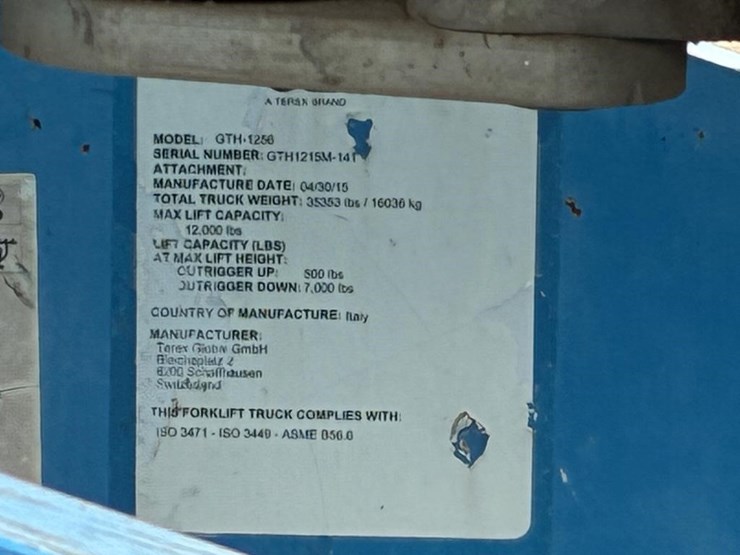 A TEREX BRAND
MODEL: GTH-1256
SERIAL NUMBER: GTH1215M-141
ATTACHMENT:
MANUFACTURE DATE: 04/30/15
TOTAL TRUCK WEIGHT: 35353 lbs / 16036 kg
MAX LIFT CAPACITY:
12,000 lbs
LIFT CAPACITY (LBS)
AT MAX LIFT HEIGHT:
OUTRIGGER UP: 500 lbs
OUTRIGGER DOWN: 7,000 lbs
COUNTRY OF MANUFACTURE: Italy
MANUFACTURER:
Terex Global GmbH
Bleicheplatz 2
8200 Schaffhausen
Switzerland
THIS FORKLIFT TRUCK COMPLIES WITH:
ISO 3471 - ISO 3449 - ASME B56.6